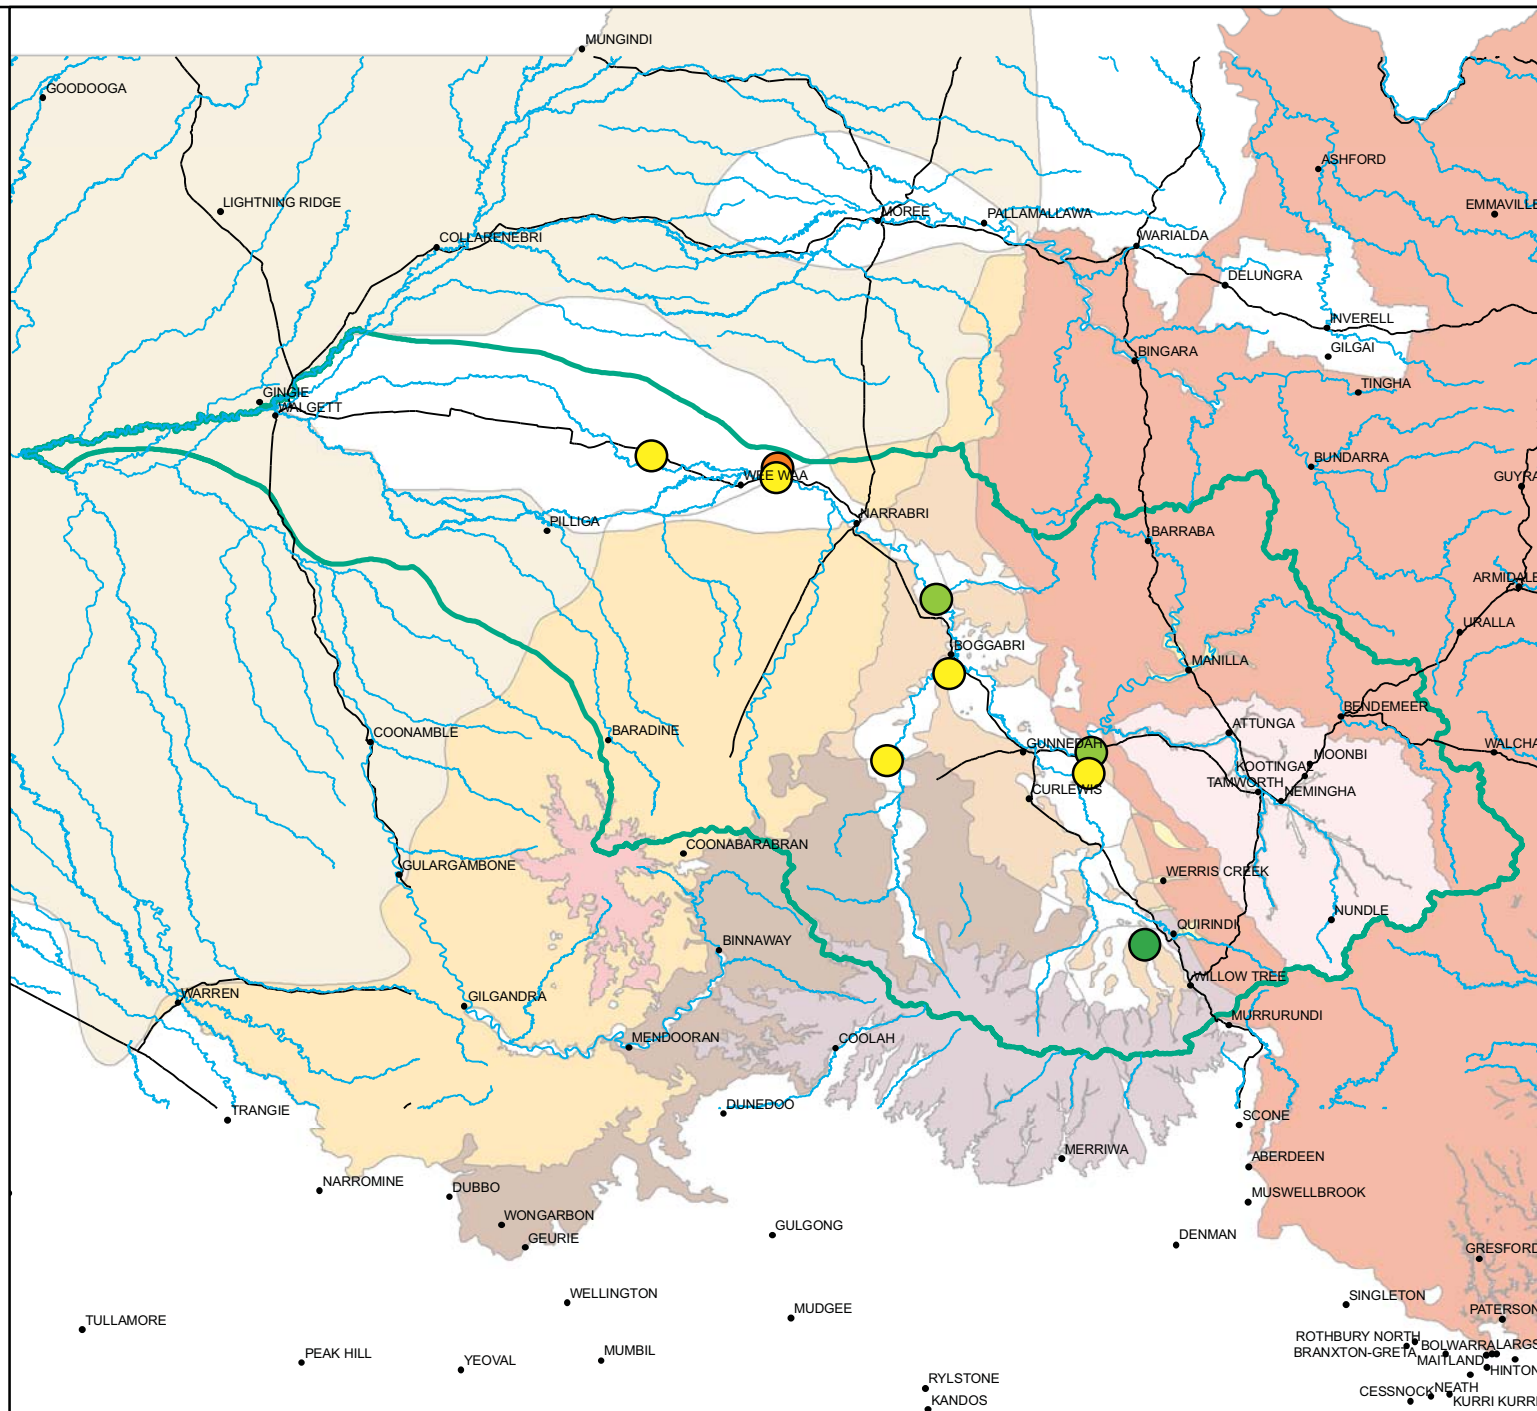 MUNGINDI
GOODOOGA
ASHFORD
LIGHTNING RIDGE
EMMAVILLE
MOREE
PALLAMALLAWA
COLLARENEBRI
WARIALDA
DELUNGRA
INVERELL
GILGAI
BINGARA
TINGHA
GINGIE
WALGETT
BUNDARRA
WEE WAA
GUYRA
NARRABRI
PILLIGA
BARRABA
ARMIDALE
URALLA
BOGGABRI
MANILLA
BENDEMEER
ATTUNGA
COONAMBLE
BARADINE
GUNNEDAH
WALCHA
MOONBI
KOOTINGAL
TAMWORTH
NEMINGHA
CURLEWIS
COONABARABRAN
GULARGAMBONE
WERRIS CREEK
NUNDLE
QUIRINDI
BINNAWAY
WILLOW TREE
WARREN
GILGANDRA
MURRURUNDI
MENDOORAN
COOLAH
TRANGIE
DUNEDOO
SCONE
MERRIWA
ABERDEEN
NARROMINE
DUBBO
MUSWELLBROOK
WONGARBON
GULGONG
GEURIE
DENMAN
GRESFORD
WELLINGTON
SINGLETON
MUDGEE
PATERSON
TULLAMORE
ROTHBURY NORTH
BOLWARRA
LARGS
BRANXTON-GRETA
PEAK HILL
YEOVAL
MUMBIL
MAITLAND
HINTON
RYLSTONE
CESSNOCK
NEATH
KANDOS
KURRI KURRI